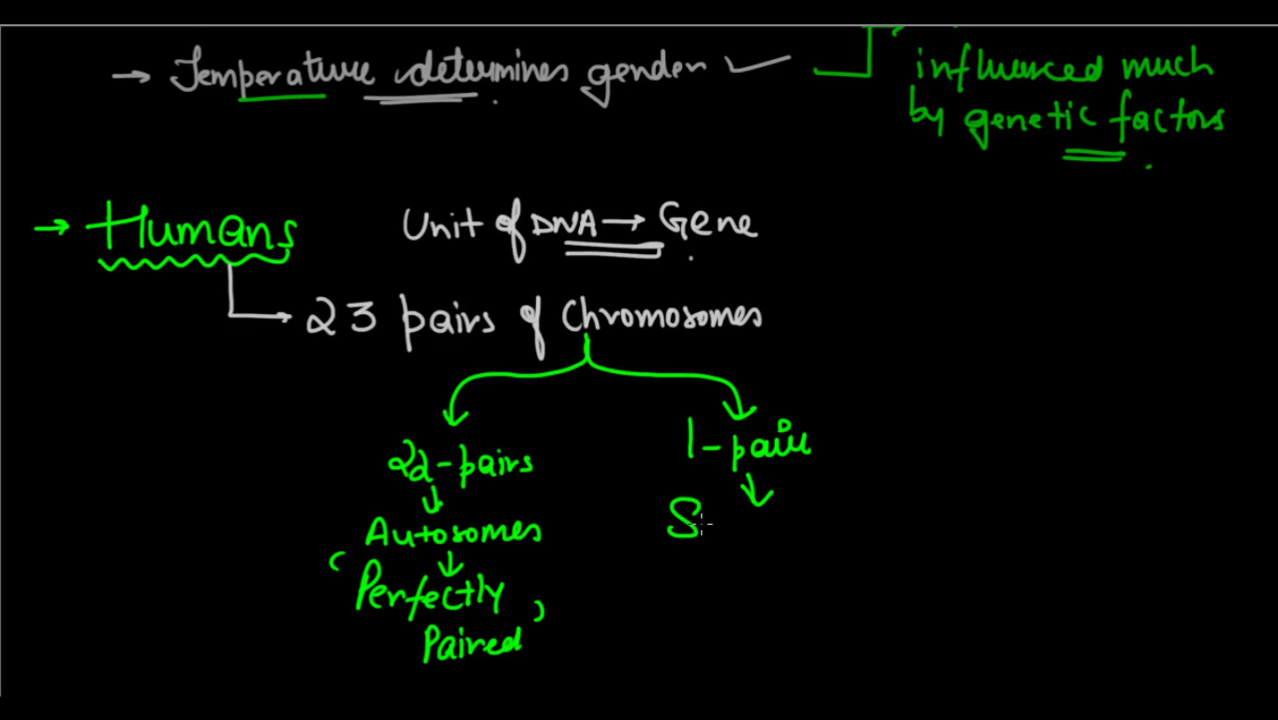 → Temperature determines gender ✓
influenced much
by genetic factors
→ Humans
Unit of DNA → Gene
→ 23 pairs of Chromosomes
22-pairs
1-pair
Autosomes
S
( Perfectly
Paired )